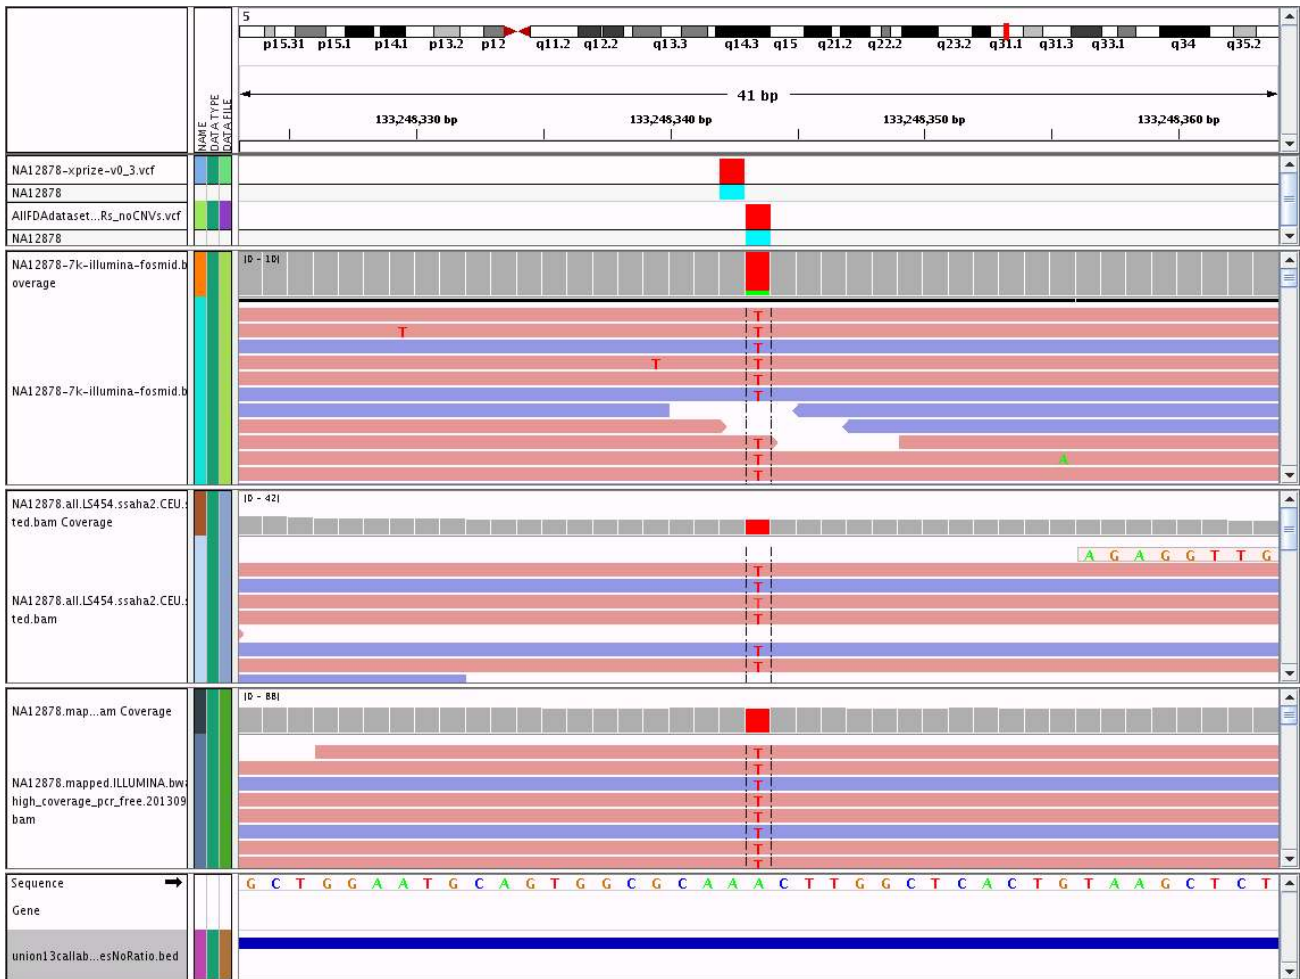 5
p15.31 p15.1 p14.1 p13.2 p12 q11.2 q12.2 q13.3 q14.3 q15 q21.2 q22.2 q23.2 q31.1 q31.3 q33.1 q34 q35.2
41 bp
NAME
DATA TYPE
DATA FILE
133,248,330 bp 133,248,340 bp 133,248,350 bp 133,248,360 bp
NA12878-xprize-v0_3.vcf
NA12878
AllFDAdataset...Rs_noCNVs.vcf
NA12878
NA12878-7k-illumina-fosmid.b
overage
[0 - 10]
T
T T
T
T T
T
T
NA12878-7k-illumina-fosmid.b
T
T A
T
NA12878.all.LS454.ssaha2.CEU.s
ted.bam Coverage
[0 - 42]
A G A G G T T G
T
T
T
T
NA12878.all.LS454.ssaha2.CEU.s
ted.bam
T
T
[0 - 88]
NA12878.map...am Coverage
T
T
T
T
T
T
T
T
NA12878.mapped.ILLUMINA.bwa
high_coverage_pcr_free.201309
bam
Sequence
G C T G G A A T G C A G T G G C G C A A A C T T G G C T C A C T G T A A G C T C T
Gene
union13callab...esNoRatio.bed